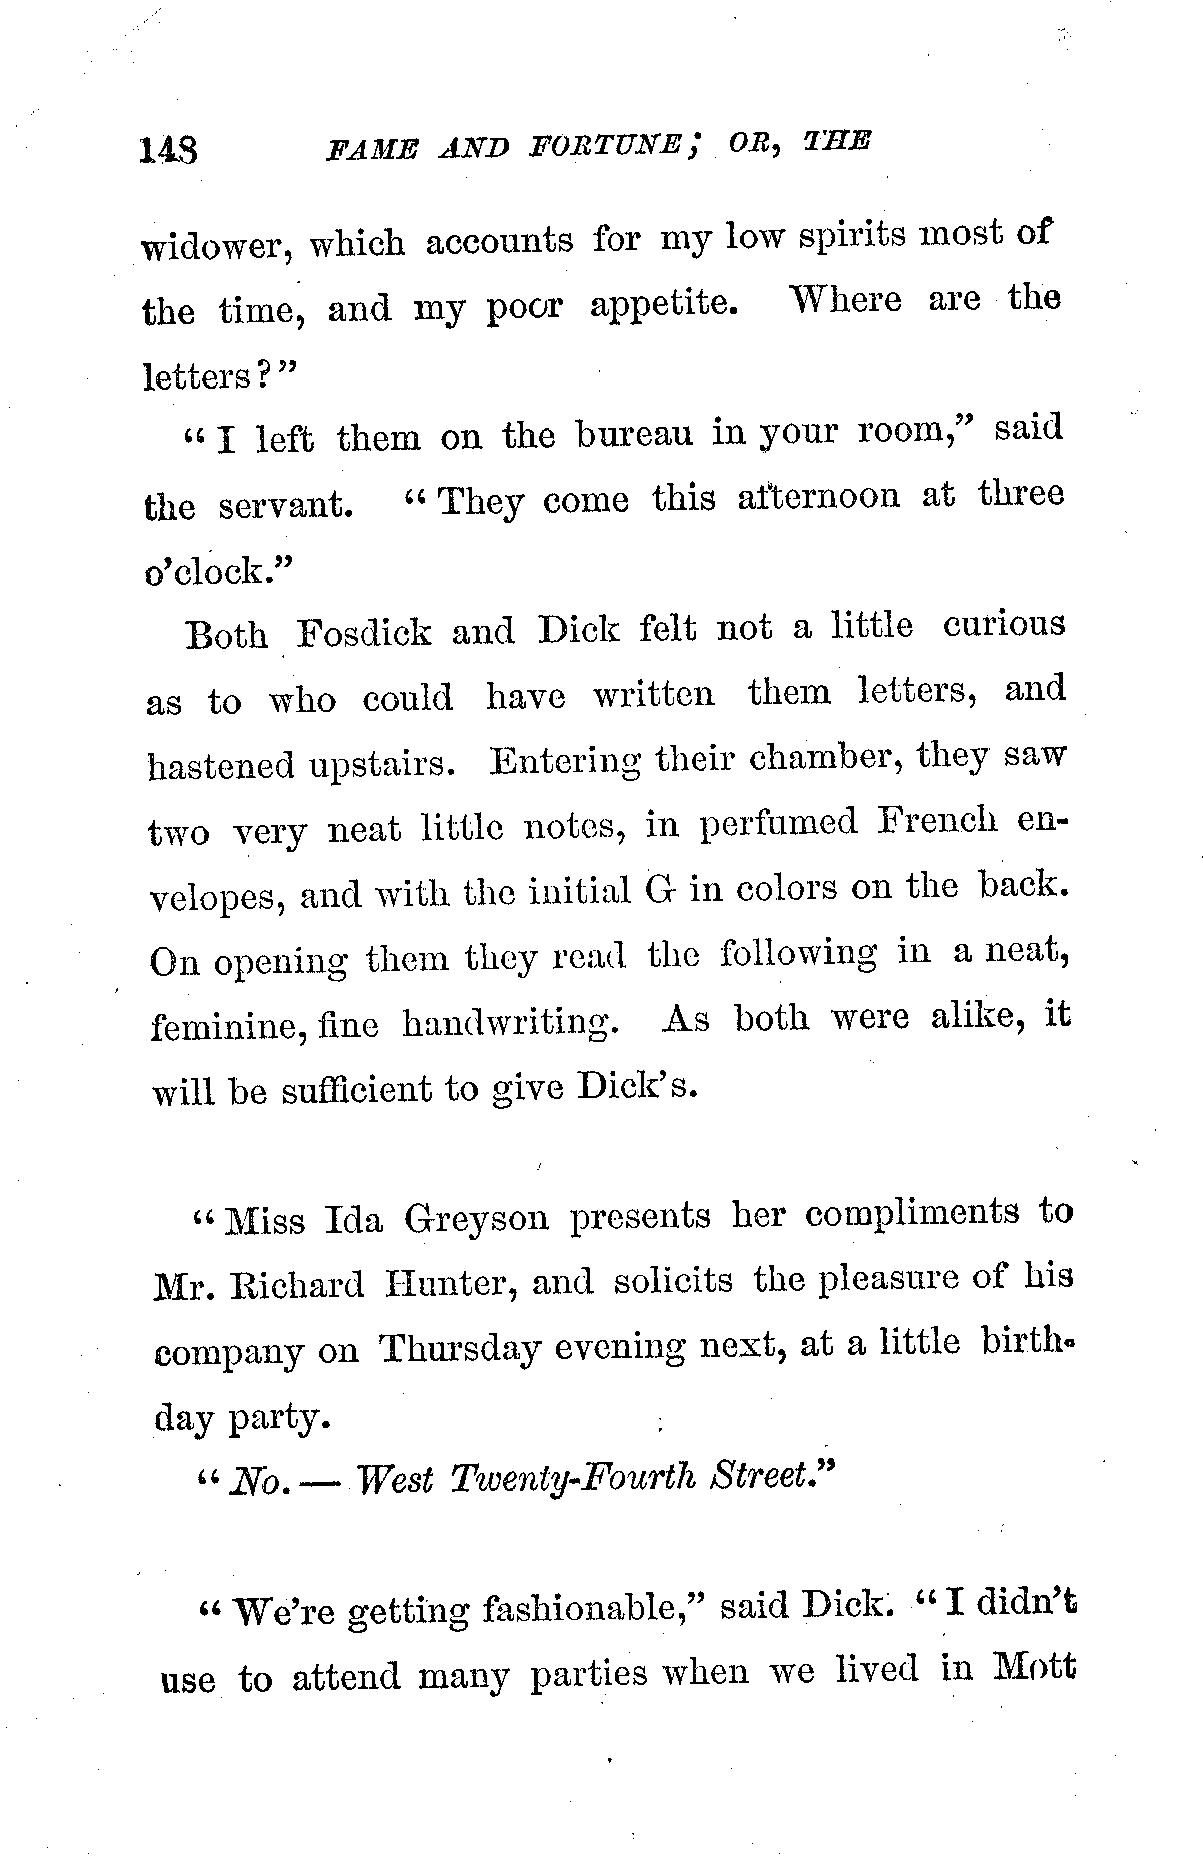 148 FAME AND FORTUNE; OR, THE
widower, which accounts for my low spirits most of
the time, and my poor appetite. Where are the
letters?”
“I left them on the bureau in your room,” said
the servant. “They come this afternoon at three
o’clock.”
Both Fosdick and Dick felt not a little curious
as to who could have written them letters, and
hastened upstairs. Entering their chamber, they saw
two very neat little notes, in perfumed French en-
velopes, and with the initial G in colors on the back.
On opening them they read the following in a neat,
feminine, fine handwriting. As both were alike, it
will be sufficient to give Dick’s.
“Miss Ida Greyson presents her compliments to
Mr. Richard Hunter, and solicits the pleasure of his
company on Thursday evening next, at a little birth-
day party.
“No. — West Twenty-Fourth Street.”
“We’re getting fashionable,” said Dick. “I didn’t
use to attend many parties when we lived in Mott